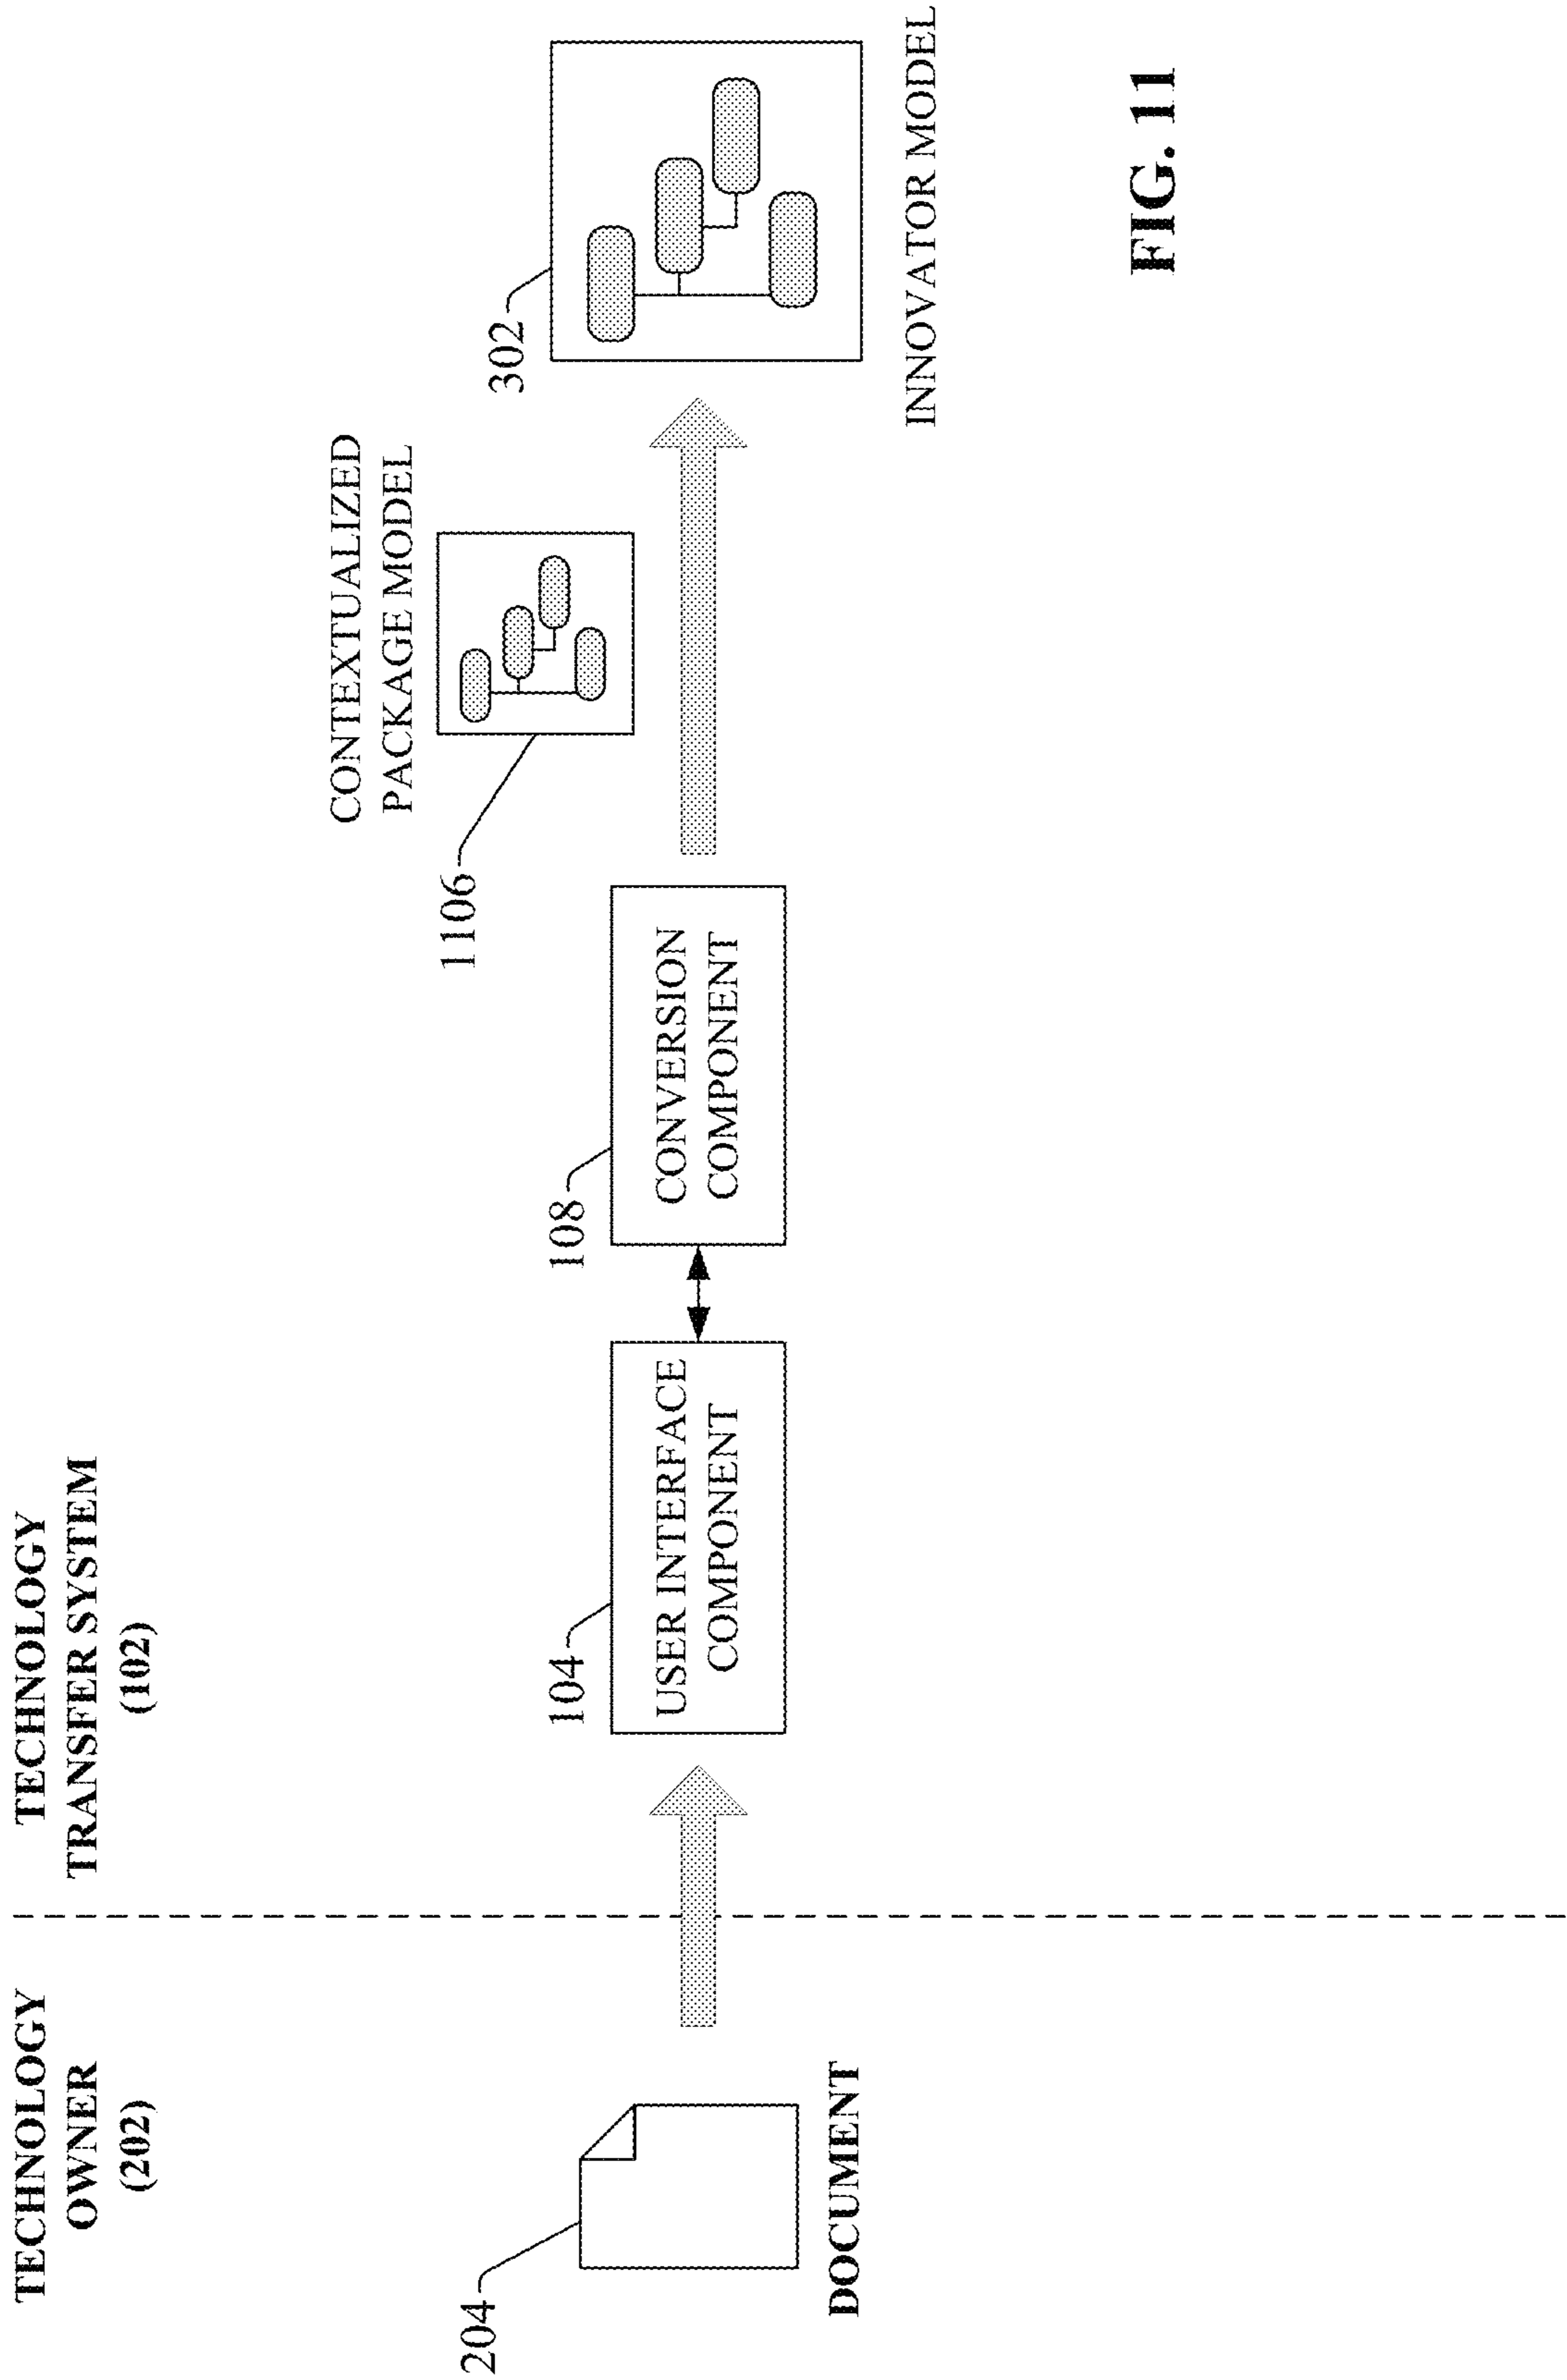 TECHNOLOGY
OWNER
(202)
TECHNOLOGY
TRANSFER SYSTEM
(102)
204
DOCUMENT
104
USER INTERFACE
COMPONENT
108
CONVERSION
COMPONENT
CONTEXTUALIZED
PACKAGE MODEL
1106
302
INNOVATOR MODEL
FIG. 11